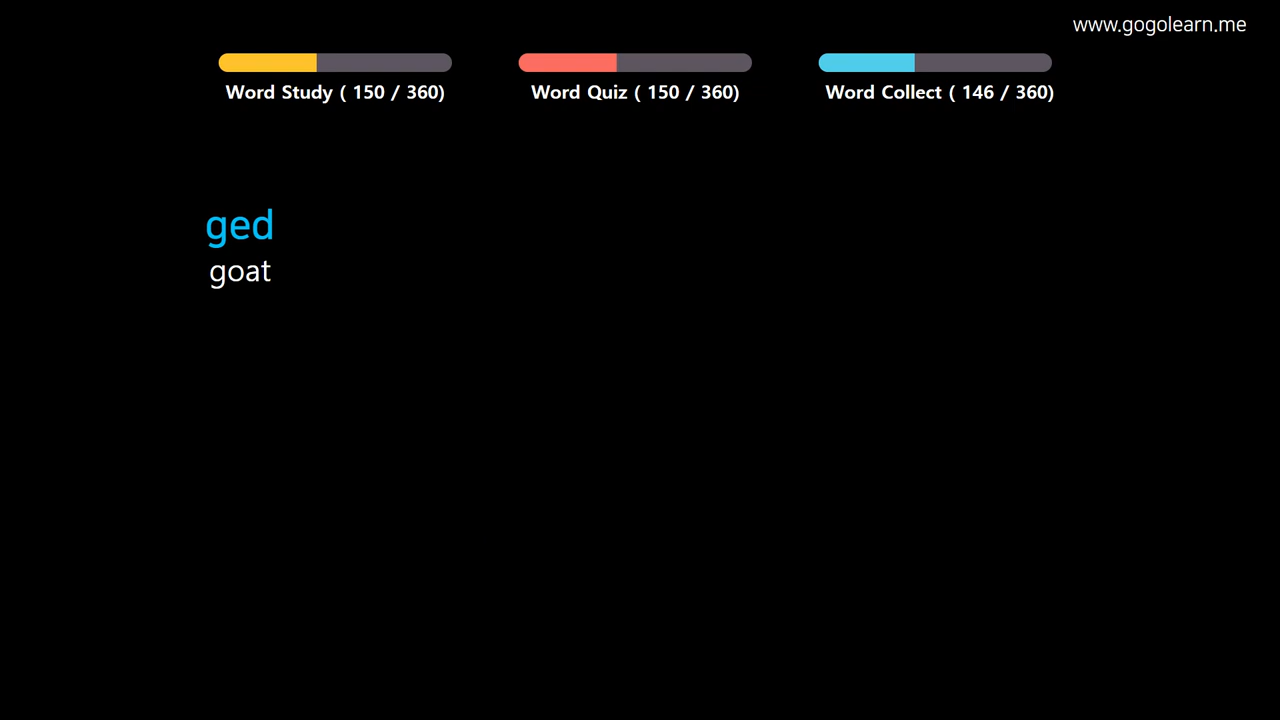 www.gogolearn.me
Word Study ( 150 / 360)
Word Quiz ( 150 / 360)
Word Collect ( 146 / 360)
ged
goat